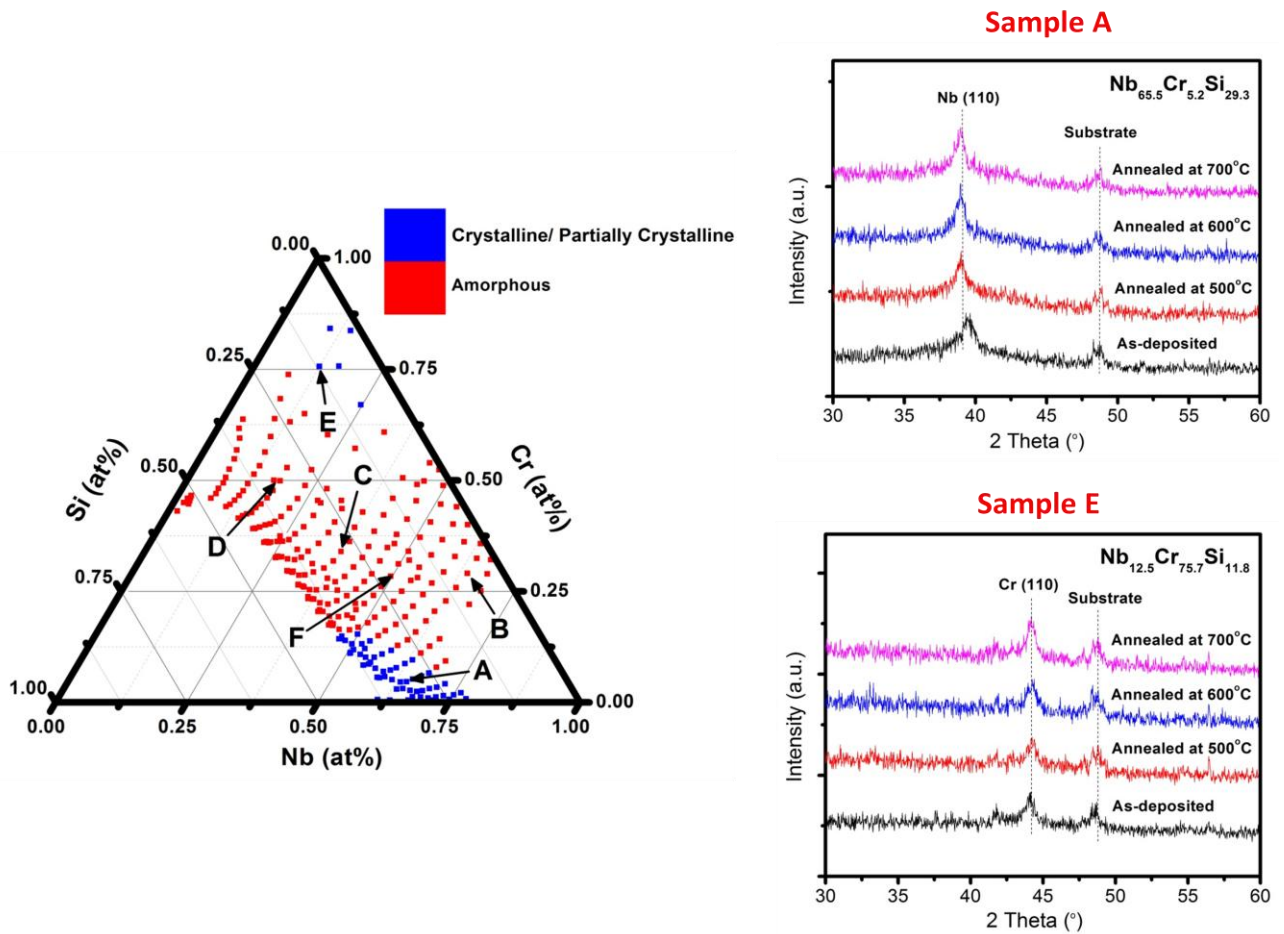 Sample A
Nb65.5Cr5.2Si29.3
Nb (110)
Substrate
Annealed at 700°C
Annealed at 600°C
Annealed at 500°C
As-deposited
Intensity (a.u.)
30 35 40 45 50 55 60
2 Theta (°)
Crystalline/ Partially Crystalline
Amorphous
0.00
1.00
0.25
0.75
E
Si (at%)
Cr (at%)
0.50
0.50
C
D
0.75
0.25
F
B
A
1.00
0.00
0.00 0.25 0.50 0.75 1.00
Nb (at%)
Sample E
Nb12.5Cr75.7Si11.8
Cr (110)
Substrate
Annealed at 700°C
Annealed at 600°C
Annealed at 500°C
As-deposited
Intensity (a.u.)
30 35 40 45 50 55 60
2 Theta (°)